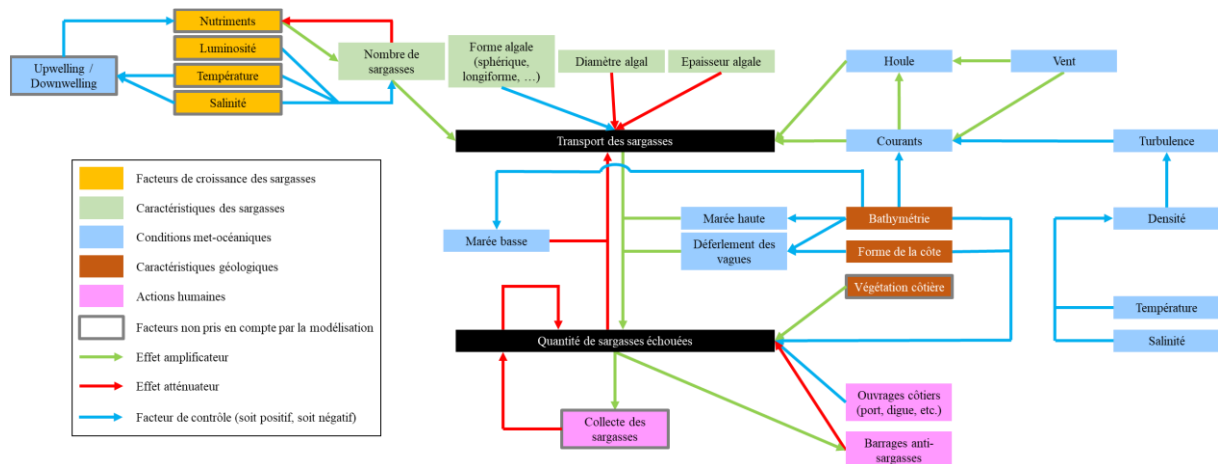 Nutriments
Luminosité
Température
Salinité
Upwelling /
Downwelling
Nombre de
sargasses
Forme algale
(sphérique,
longiforme, …)
Diamètre algal
Epaisseur algale
Houle
Vent
Transport des sargasses
Courants
Turbulence
Facteurs de croissance des sargasses
Caractéristiques des sargasses
Conditions met-océaniques
Caractéristiques géologiques
Actions humaines
Facteurs non pris en compte par la modélisation
Effet amplificateur
Effet atténuateur
Facteur de contrôle (soit positif, soit négatif)
Marée basse
Marée haute
Déferlement des
vagues
Bathymétrie
Forme de la côte
Végétation côtière
Densité
Température
Salinité
Quantité de sargasses échouées
Collecte des
sargasses
Ouvrages côtiers
(port, digue, etc.)
Barrages anti-
sargasses